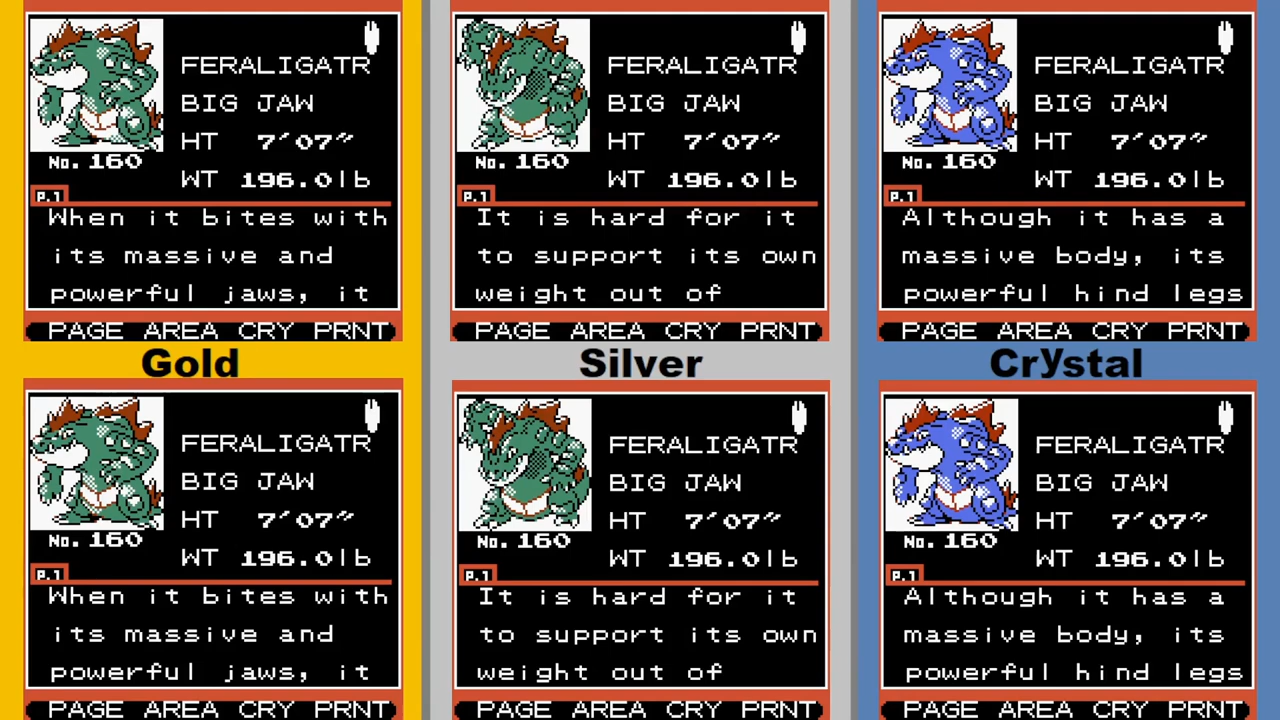 FERALIGATR
BIG JAW
HT 7′07″
No. 160
WT 196.0lb
P.1
When it bites with
its massive and
powerful jaws, it
PAGE AREA CRY PRNT
FERALIGATR
BIG JAW
HT 7′07″
No. 160
WT 196.0lb
P.1
It is hard for it
to support its own
weight out of
PAGE AREA CRY PRNT
FERALIGATR
BIG JAW
HT 7′07″
No. 160
WT 196.0lb
P.1
Although it has a
massive body, its
powerful hind legs
PAGE AREA CRY PRNT
Gold
Silver
Crystal
FERALIGATR
BIG JAW
HT 7′07″
No. 160
WT 196.0lb
P.1
When it bites with
its massive and
powerful jaws, it
PAGE AREA CRY PRNT
FERALIGATR
BIG JAW
HT 7′07″
No. 160
WT 196.0lb
P.1
It is hard for it
to support its own
weight out of
PAGE AREA CRY PRNT
FERALIGATR
BIG JAW
HT 7′07″
No. 160
WT 196.0lb
P.1
Although it has a
massive body, its
powerful hind legs
PAGE AREA CRY PRNT